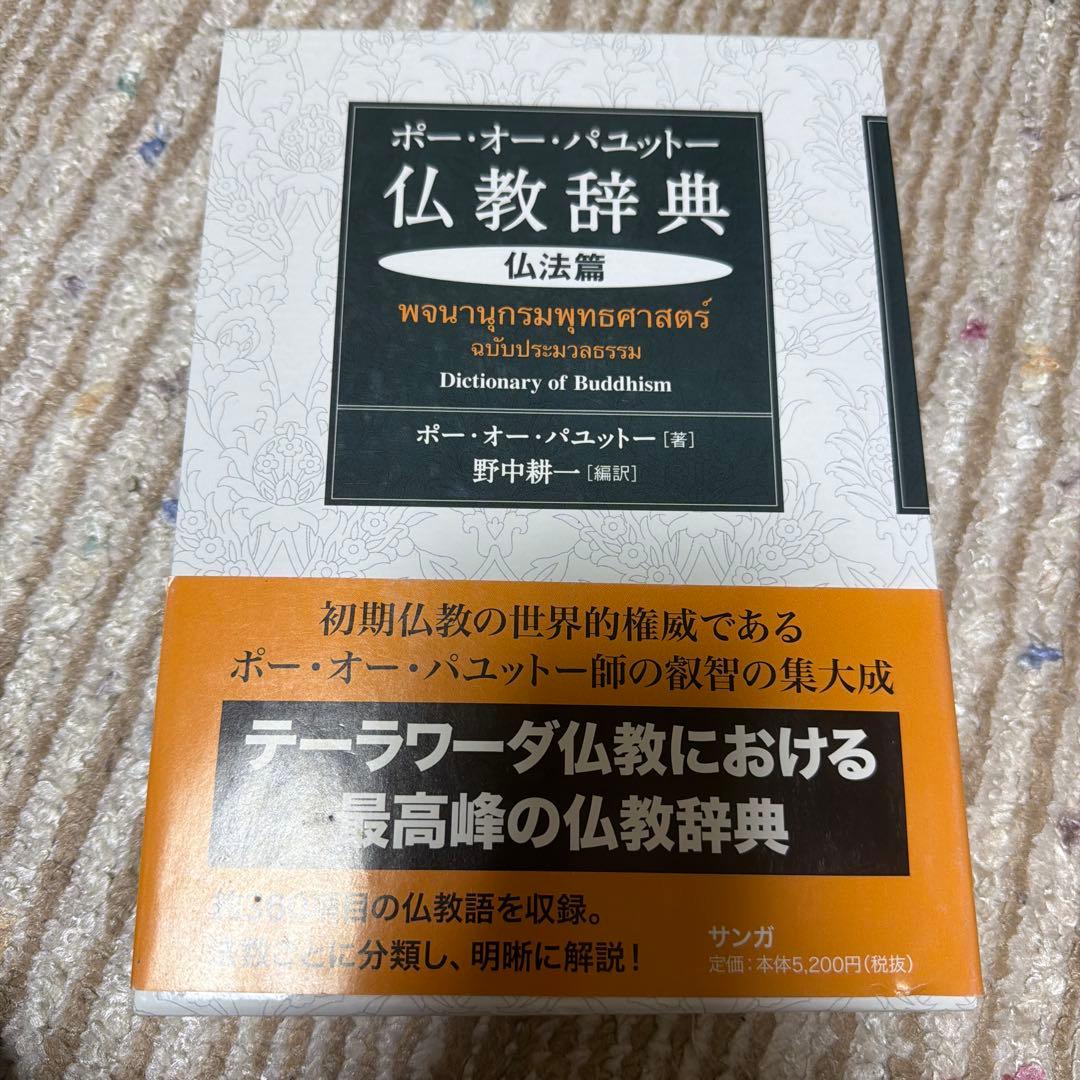 ポー・オー・パユットー
仏教辞典
仏法篇
พจนานุกรมพุทธศาสตร์
ฉบับประมวลธรรม
Dictionary of Buddhism
ポー・オー・パユットー[著]
野中耕一[編訳]
初期仏教の世界的権威である
ポー・オー・パユットー師の叡智の集大成
テーラワーダ仏教における
最高峰の仏教辞典
項目の仏教語を収録。
ごとに分類し、明晰に解説!
サンガ
定価:本体5,200円(税抜)